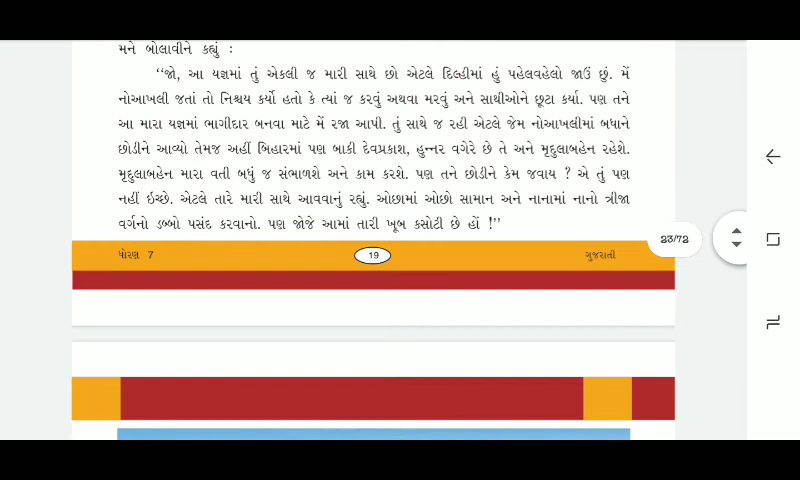 મને બોલાવીને કહ્યું :
‘‘જો, આ યજ્ઞમાં તું એકલી જ મારી સાથે છો એટલે દિલ્હીમાં હું પહેલવહેલો જાઉં છું. મેં
નોઆખલી જતાં તો નિશ્ચય કર્યો હતો કે ત્યાં જ કરવું અથવા મરવું અને સાથીઓને છૂટા કર્યા. પણ તને
આ મારા યજ્ઞમાં ભાગીદાર બનવા માટે મેં રજા આપી. તું સાથે જ રહી એટલે જેમ નોઆખલીમાં બધાને
છોડીને આવ્યો તેમજ અહીં બિહારમાં પણ બાકી દેવપ્રકાશ, હુન્નર વગેરે છે તે અને મૃદુલાબહેન રહેશે.
મૃદુલાબહેન મારા વતી બધું જ સંભાળશે અને કામ કરશે. પણ તને છોડીને કેમ જવાય ? એ તું પણ
નહીં ઇચ્છે. એટલે તારે મારી સાથે આવવાનું રહ્યું. ઓછામાં ઓછો સામાન અને નાનામાં નાનો ત્રીજા
વર્ગનો ડબ્બો પસંદ કરવાનો. પણ જોજે આમાં તારી ખૂબ કસોટી છે હોં !’’
ધોરણ 7 19 ગુજરાતી
23/72